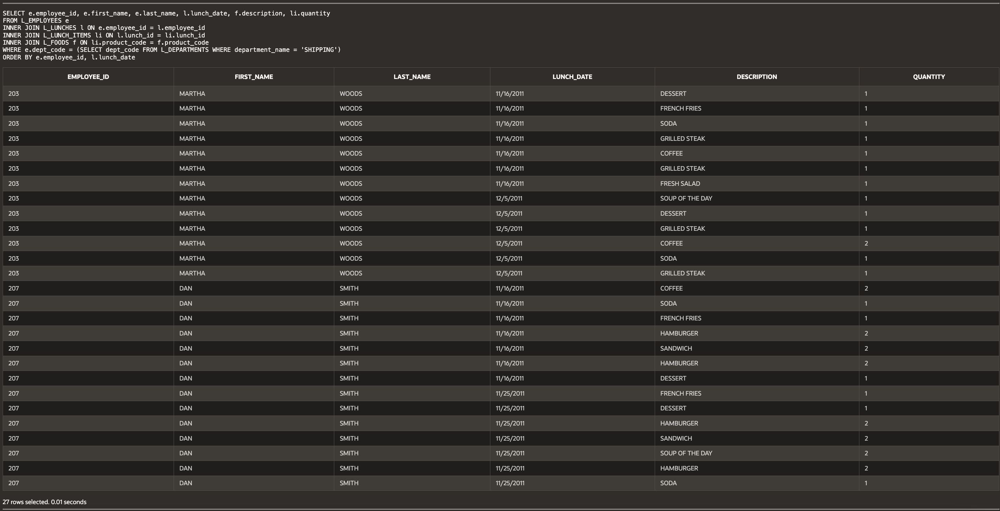 SELECT e.employee_id, e.first_name, e.last_name, l.lunch_date, f.description, li.quantity
FROM L_EMPLOYEES e
INNER JOIN L_LUNCHES l ON e.employee_id = l.employee_id
INNER JOIN L_LUNCH_ITEMS li ON l.lunch_id = li.lunch_id
INNER JOIN L_FOODS f ON li.product_code = f.product_code
WHERE e.dept_code = (SELECT dept_code FROM L_DEPARTMENTS WHERE department_name = 'SHIPPING')
ORDER BY e.employee_id, l.lunch_date
EMPLOYEE_ID FIRST_NAME LAST_NAME LUNCH_DATE DESCRIPTION QUANTITY
203 MARTHA WOODS 11/16/2011 DESSERT 1
203 MARTHA WOODS 11/16/2011 FRENCH FRIES 1
203 MARTHA WOODS 11/16/2011 SODA 1
203 MARTHA WOODS 11/16/2011 GRILLED STEAK 1
203 MARTHA WOODS 11/16/2011 COFFEE 1
203 MARTHA WOODS 11/16/2011 GRILLED STEAK 1
203 MARTHA WOODS 11/16/2011 FRESH SALAD 1
203 MARTHA WOODS 12/5/2011 SOUP OF THE DAY 1
203 MARTHA WOODS 12/5/2011 DESSERT 1
203 MARTHA WOODS 12/5/2011 GRILLED STEAK 1
203 MARTHA WOODS 12/5/2011 COFFEE 2
203 MARTHA WOODS 12/5/2011 SODA 1
203 MARTHA WOODS 12/5/2011 GRILLED STEAK 1
207 DAN SMITH 11/16/2011 COFFEE 2
207 DAN SMITH 11/16/2011 SODA 1
207 DAN SMITH 11/16/2011 FRENCH FRIES 1
207 DAN SMITH 11/16/2011 HAMBURGER 2
207 DAN SMITH 11/16/2011 SANDWICH 2
207 DAN SMITH 11/16/2011 HAMBURGER 2
207 DAN SMITH 11/16/2011 DESSERT 1
207 DAN SMITH 11/25/2011 FRENCH FRIES 1
207 DAN SMITH 11/25/2011 DESSERT 1
207 DAN SMITH 11/25/2011 HAMBURGER 2
207 DAN SMITH 11/25/2011 SANDWICH 2
207 DAN SMITH 11/25/2011 SOUP OF THE DAY 2
207 DAN SMITH 11/25/2011 HAMBURGER 2
207 DAN SMITH 11/25/2011 SODA 1
27 rows selected. 0.01 seconds